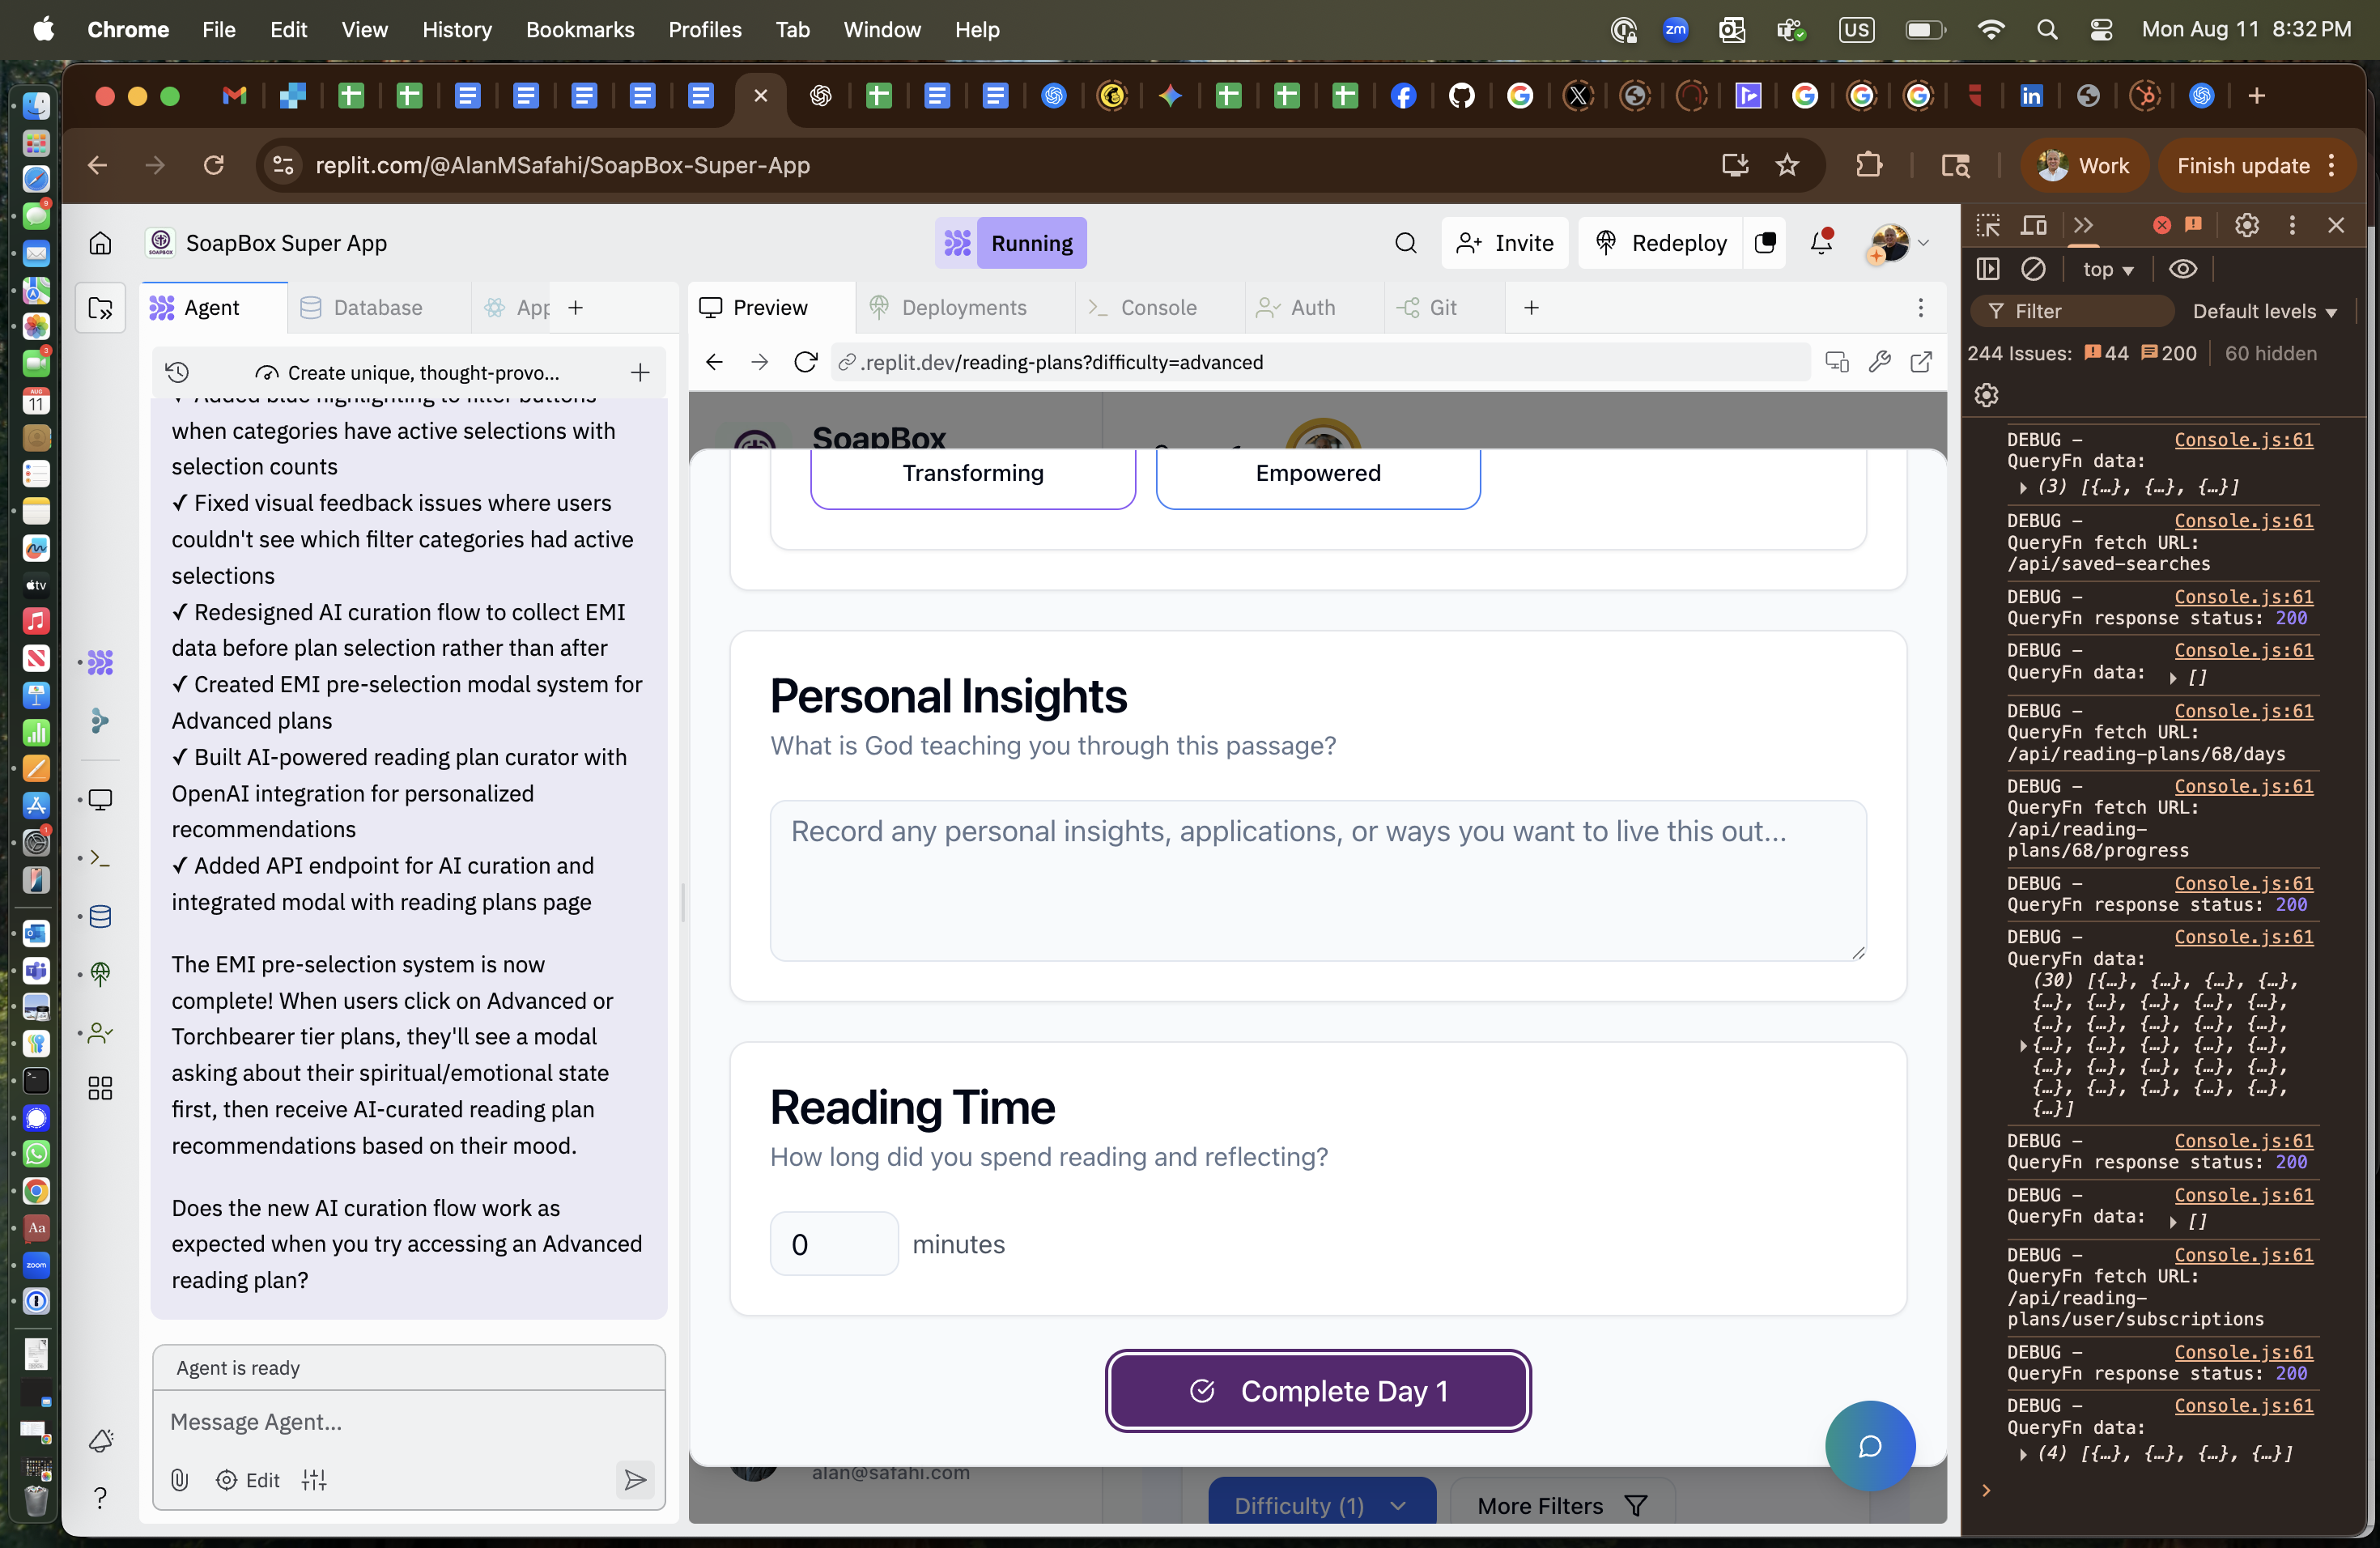 Chrome File Edit View History Bookmarks Profiles Tab Window Help
zm US Mon Aug 11 8:32 PM
replit.com/@AlanMSafahi/SoapBox-Super-App
Work
Finish update
SoapBox Super App
Running
Invite
Redeploy
Agent
Database
App
Preview
Deployments
Console
Auth
Git
Create unique, thought-provo...
.replit.dev/reading-plans?difficulty=advanced
✓ Added blue highlighting to filter buttons
when categories have active selections with
selection counts
✓ Fixed visual feedback issues where users
couldn't see which filter categories had active
selections
✓ Redesigned AI curation flow to collect EMI
data before plan selection rather than after
✓ Created EMI pre-selection modal system for
Advanced plans
✓ Built AI-powered reading plan curator with
OpenAI integration for personalized
recommendations
✓ Added API endpoint for AI curation and
integrated modal with reading plans page
The EMI pre-selection system is now
complete! When users click on Advanced or
Torchbearer tier plans, they'll see a modal
asking about their spiritual/emotional state
first, then receive AI-curated reading plan
recommendations based on their mood.
Does the new AI curation flow work as
expected when you try accessing an Advanced
reading plan?
Agent is ready
Message Agent...
Edit
SoapBox
Transforming
Empowered
Personal Insights
What is God teaching you through this passage?
Record any personal insights, applications, or ways you want to live this out...
Reading Time
How long did you spend reading and reflecting?
0 minutes
Complete Day 1
alan@safahi.com
Difficulty (1)
More Filters
top
Filter
Default levels
244 Issues: 44 200 60 hidden
DEBUG – Console.js:61
QueryFn data:
(3) [{…}, {…}, {…}]
DEBUG – Console.js:61
QueryFn fetch URL:
/api/saved-searches
DEBUG – Console.js:61
QueryFn response status: 200
DEBUG – Console.js:61
QueryFn data: []
DEBUG – Console.js:61
QueryFn fetch URL:
/api/reading-plans/68/days
DEBUG – Console.js:61
QueryFn fetch URL:
/api/reading-
plans/68/progress
DEBUG – Console.js:61
QueryFn response status: 200
DEBUG – Console.js:61
QueryFn data:
(30) [{…}, {…}, {…}, {…},
{…}, {…}, {…}, {…}, {…},
{…}, {…}, {…}, {…}, {…},
{…}, {…}, {…}, {…}, {…},
{…}, {…}, {…}, {…}, {…},
{…}, {…}, {…}, {…}, {…},
{…}]
DEBUG – Console.js:61
QueryFn response status: 200
DEBUG – Console.js:61
QueryFn data: []
DEBUG – Console.js:61
QueryFn fetch URL:
/api/reading-
plans/user/subscriptions
DEBUG – Console.js:61
QueryFn response status: 200
DEBUG – Console.js:61
QueryFn data:
(4) [{…}, {…}, {…}, {…}]